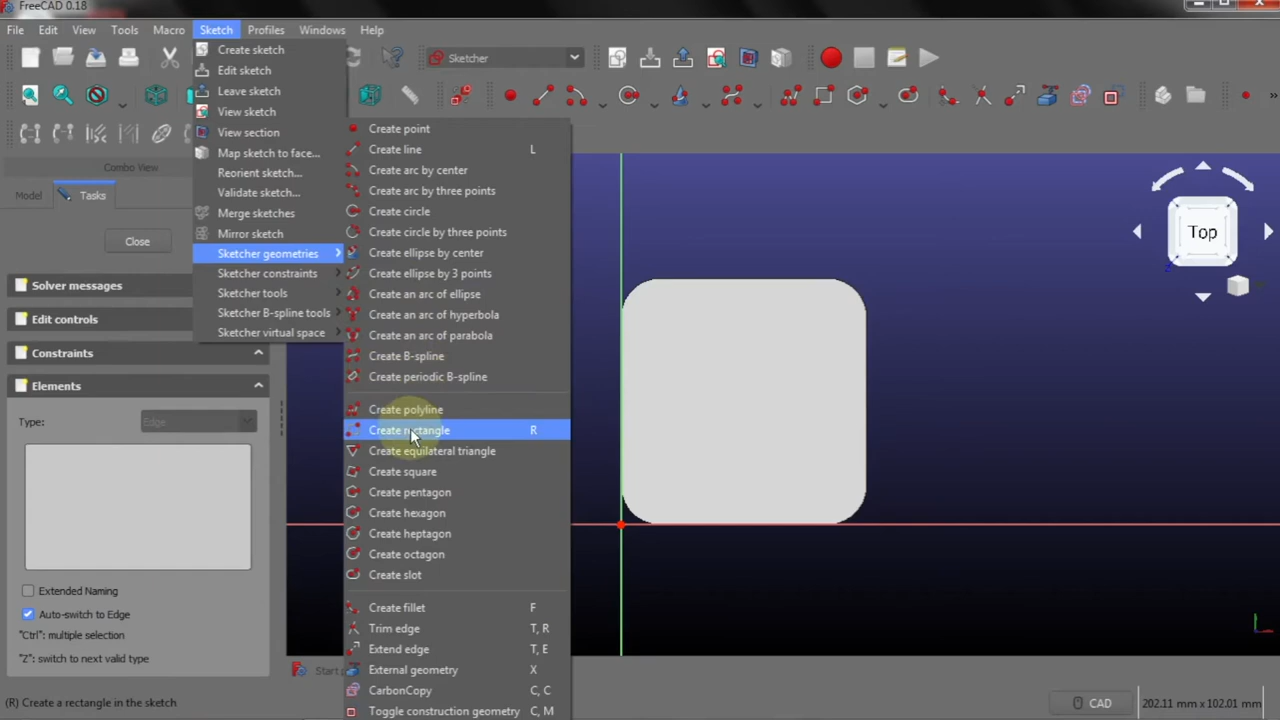 FreeCAD 0.18
File Edit View Tools Macro Sketch Profiles Windows Help
Create sketch
Sketcher
Edit sketch
Leave sketch
View sketch
View section
Map sketch to face...
Reorient sketch...
Validate sketch...
Merge sketches
Mirror sketch
Sketcher geometries
Sketcher constraints
Sketcher tools
Sketcher B-spline tools
Sketcher virtual space
Create point
Create line L
Create arc by center
Create arc by three points
Create circle
Create circle by three points
Create ellipse by center
Create ellipse by 3 points
Create an arc of ellipse
Create an arc of hyperbola
Create an arc of parabola
Create B-spline
Create periodic B-spline
Create polyline
Create rectangle R
Create equilateral triangle
Create square
Create pentagon
Create hexagon
Create heptagon
Create octagon
Create slot
Create fillet F
Trim edge T, R
Extend edge T, E
External geometry X
CarbonCopy C, C
Toggle construction geometry C, M
Combo View
Model Tasks
Close
Solver messages
Edit controls
Constraints
Elements
Type: Edge
Extended Naming
Auto-switch to Edge
"Ctrl": multiple selection
"Z": switch to next valid type
Top
Z
Start
(R) Create a rectangle in the sketch
CAD
202.11 mm x 102.01 mm